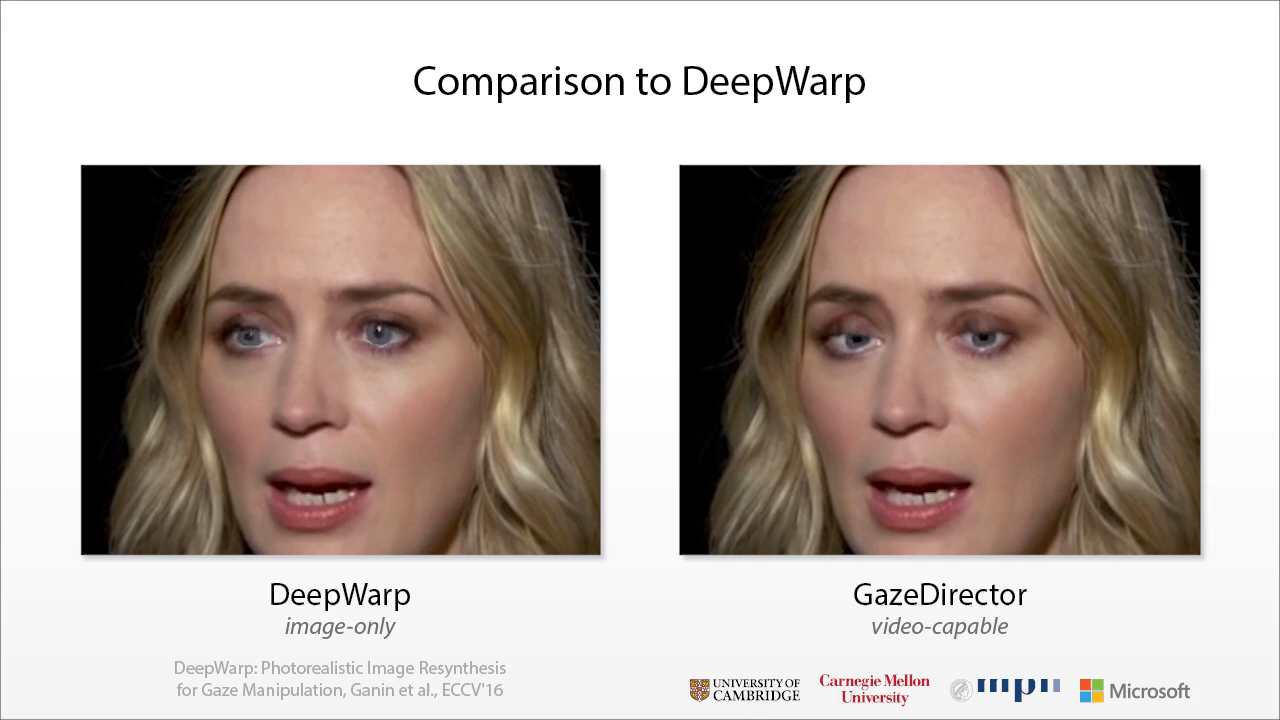 Comparison to DeepWarp
DeepWarp
image-only
GazeDirector
video-capable
DeepWarp: Photorealistic Image Resynthesis
for Gaze Manipulation, Ganin et al., ECCV'16
UNIVERSITY OF
CAMBRIDGE
Carnegie Mellon
University
mpii
Microsoft